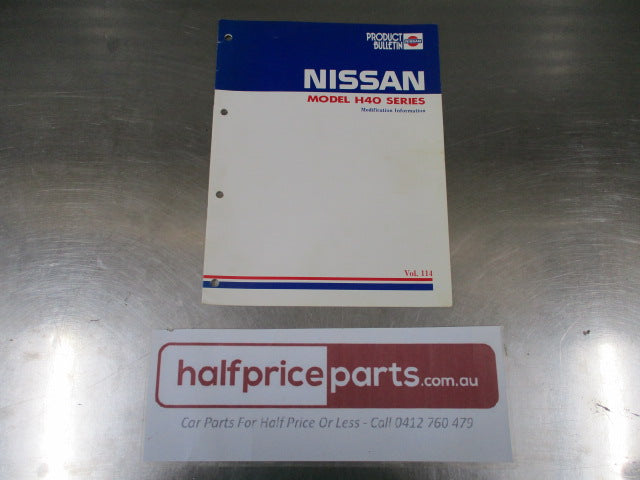 PRODUCT
BULLETIN
NISSAN
NISSAN
MODEL H40 SERIES
Modification Information
Vol. 114
halfpriceparts.com.au
Car Parts For Half Price Or Less - Call 0412 760 479